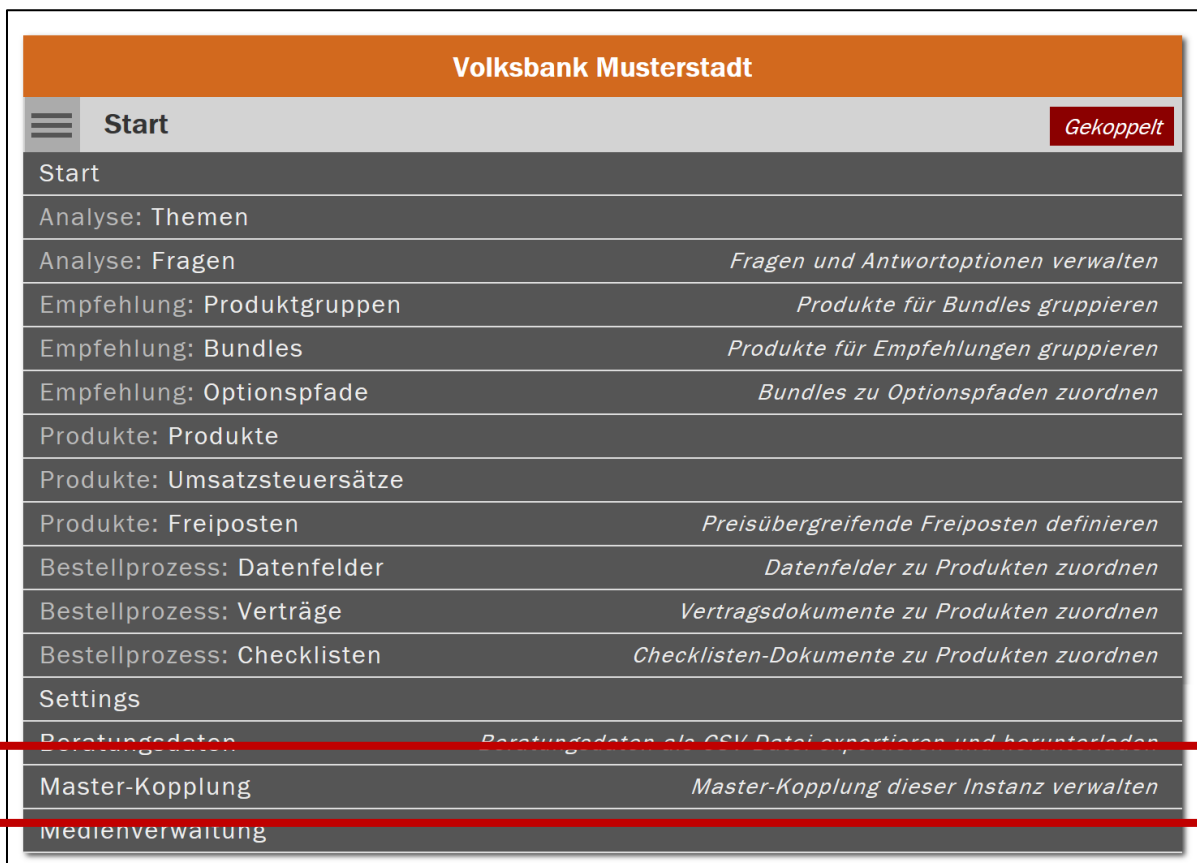 Volksbank Musterstadt
Start
Gekoppelt
Start
Analyse: Themen
Analyse: Fragen Fragen und Antwortoptionen verwalten
Empfehlung: Produktgruppen Produkte für Bundles gruppieren
Empfehlung: Bundles Produkte für Empfehlungen gruppieren
Empfehlung: Optionspfade Bundles zu Optionspfaden zuordnen
Produkte: Produkte
Produkte: Umsatzsteuersätze
Produkte: Freiposten Preisübergreifende Freiposten definieren
Bestellprozess: Datenfelder Datenfelder zu Produkten zuordnen
Bestellprozess: Verträge Vertragsdokumente zu Produkten zuordnen
Bestellprozess: Checklisten Checklisten-Dokumente zu Produkten zuordnen
Settings
Beratungsdaten Beratungsdaten als CSV Datei exportieren und herunterladen
Master-Kopplung Master-Kopplung dieser Instanz verwalten
Medienverwaltung